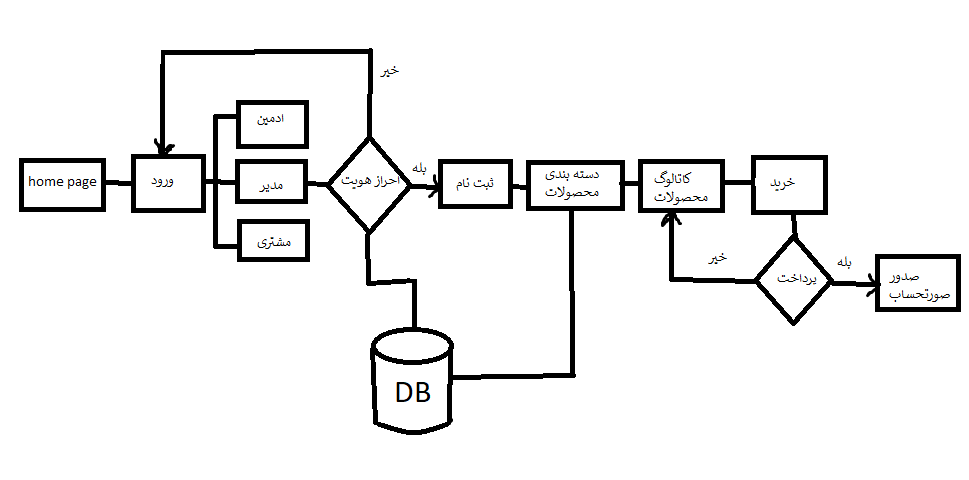 home page
ورود
ادمین
مدیر
مشتری
احراز هویت
خیر
بله
ثبت نام
دسته بندی
محصولات
کاتالوگ
محصولات
خرید
پرداخت
خیر
بله
صدور
صورتحساب
DB